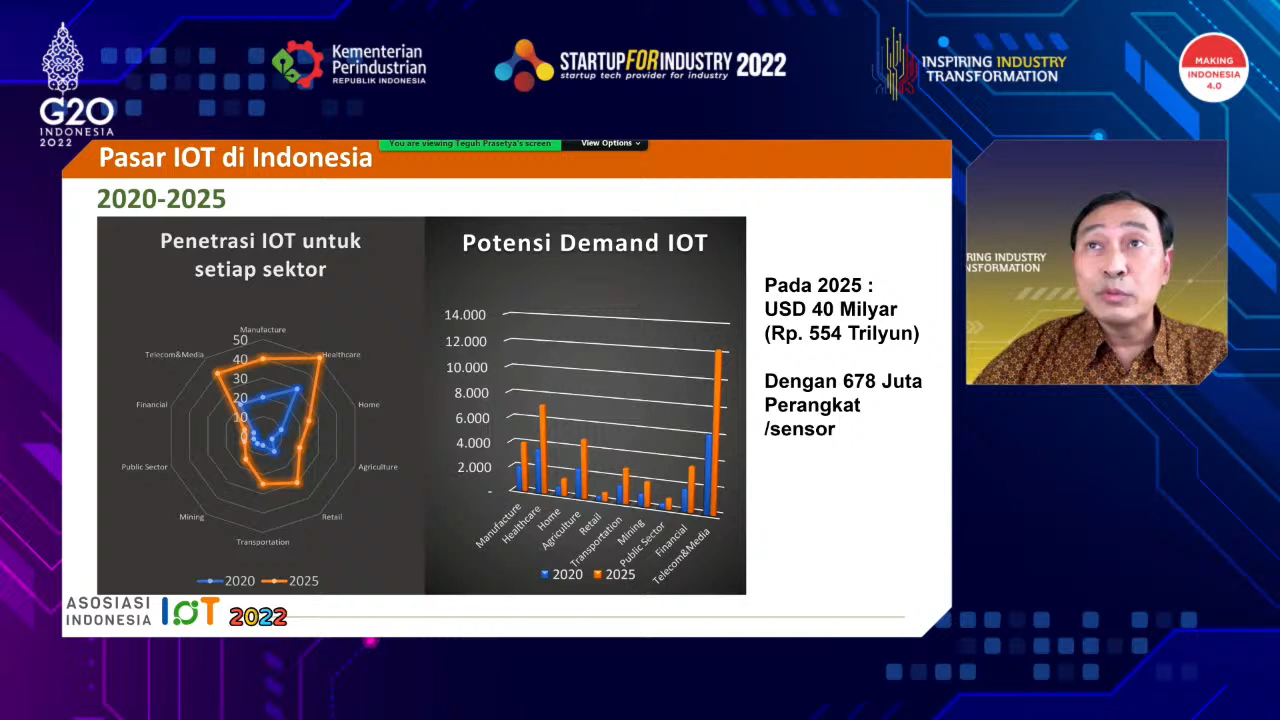 G20
INDONESIA
2022
Kementerian
Perindustrian
REPUBLIK INDONESIA
STARTUPFORINDUSTRY 2022
startup tech provider for industry
INSPIRING INDUSTRY
TRANSFORMATION
MAKING
INDONESIA
4.0
You are viewing Teguh Prasetya's screen
View Options
Pasar IOT di Indonesia
2020-2025
Penetrasi IOT untuk
setiap sektor
Manufacture
Healthcare
Home
Agriculture
Retail
Transportation
Mining
Public Sector
Financial
Telecom&Media
50
40
30
20
10
0
2020
2025
Potensi Demand IOT
14.000
12.000
10.000
8.000
6.000
4.000
2.000
-
Manufacture
Healthcare
Home
Agriculture
Retail
Transportation
Mining
Public Sector
Financial
Telecom&Media
2020
2025
Pada 2025 :
USD 40 Milyar
(Rp. 554 Trilyun)
Dengan 678 Juta
Perangkat
/sensor
RING INDUSTRY
NSFORMATION
ASOSIASI
INDONESIA
IOT
2022